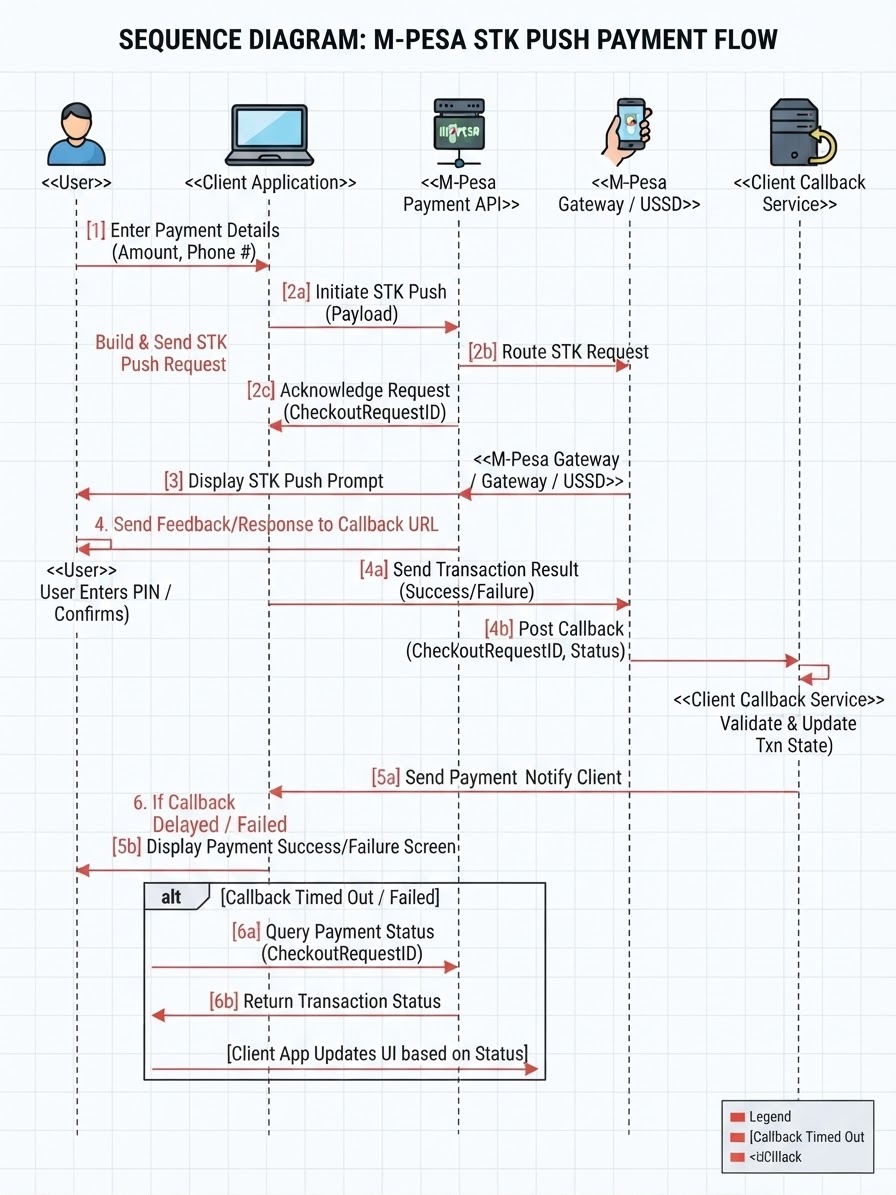 SEQUENCE DIAGRAM: M-PESA STK PUSH PAYMENT FLOW
<<User>>
<<Client Application>>
<<M-Pesa
Payment API>>
<<M-Pesa
Gateway / USSD>>
<<Client Callback
Service>>
[1] Enter Payment Details
(Amount, Phone #)
[2a] Initiate STK Push
(Payload)
Build & Send STK
Push Request
[2b] Route STK Request
[2c] Acknowledge Request
(CheckoutRequestID)
<<M-Pesa Gateway
/ Gateway / USSD>>
[3] Display STK Push Prompt
4. Send Feedback/Response to Callback URL
<<User>>
User Enters PIN /
Confirms)
[4a] Send Transaction Result
(Success/Failure)
[4b] Post Callback
(CheckoutRequestID, Status)
<<Client Callback Service>>
Validate & Update
Txn State)
[5a] Send Payment Notify Client
6. If Callback
Delayed / Failed
[5b] Display Payment Success/Failure Screen
alt [Callback Timed Out / Failed]
[6a] Query Payment Status
(CheckoutRequestID)
[6b] Return Transaction Status
[Client App Updates UI based on Status]
Legend
[Callback Timed Out